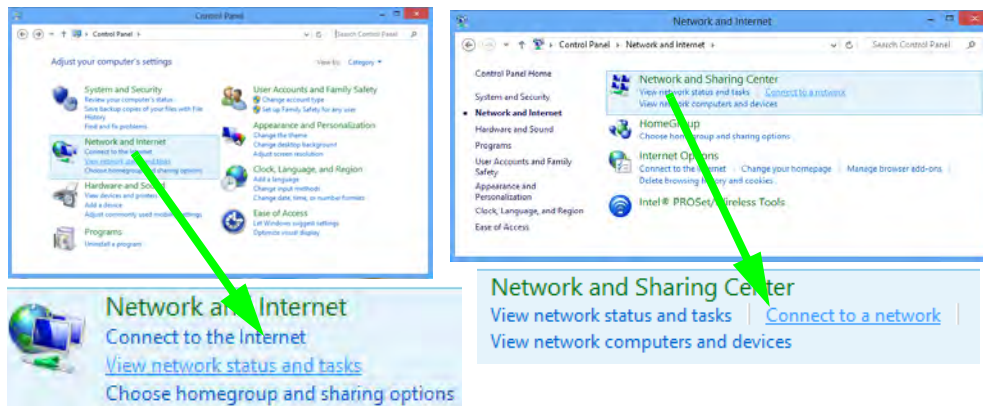 Control Panel
Control Panel
Search Control Panel
Adjust your computer's settings
View by: Category
System and Security
Review your computer's status
Save backup copies of your files with File
History
Find and fix problems
Network and Internet
Connect to the Internet
View network status and tasks
Choose homegroup and sharing options
Hardware and Sound
View devices and printers
Add a device
Adjust commonly used mobility settings
Programs
Uninstall a program
User Accounts and Family Safety
Change account type
Set up Family Safety for any user
Appearance and Personalization
Change the theme
Change desktop background
Adjust screen resolution
Clock, Language, and Region
Add a language
Change input methods
Change date, time, or number formats
Ease of Access
Let Windows suggest settings
Optimize visual display
Network and Internet
Connect to the Internet
View network status and tasks
Choose homegroup and sharing options
Network and Internet
Control Panel Network and Internet
Search Control Panel
Control Panel Home
System and Security
Network and Internet
Hardware and Sound
Programs
User Accounts and Family
Safety
Appearance and
Personalization
Clock, Language, and Region
Ease of Access
Network and Sharing Center
View network status and tasks Connect to a network
View network computers and devices
HomeGroup
Choose homegroup and sharing options
Internet Options
Connect to the Internet Change your homepage Manage browser add-ons
Delete browsing history and cookies
Intel® PROSet/Wireless Tools
Network and Sharing Center
View network status and tasks Connect to a network
View network computers and devices